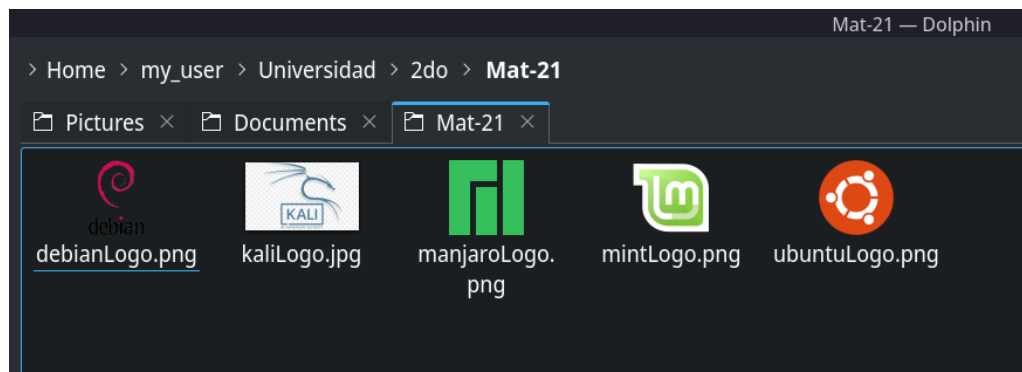 Mat-21 — Dolphin
> Home > my_user > Universidad > 2do > Mat-21
Pictures × Documents × Mat-21 ×
debian
KALI
debianLogo.png kaliLogo.jpg manjaroLogo. mintLogo.png ubuntuLogo.png
png